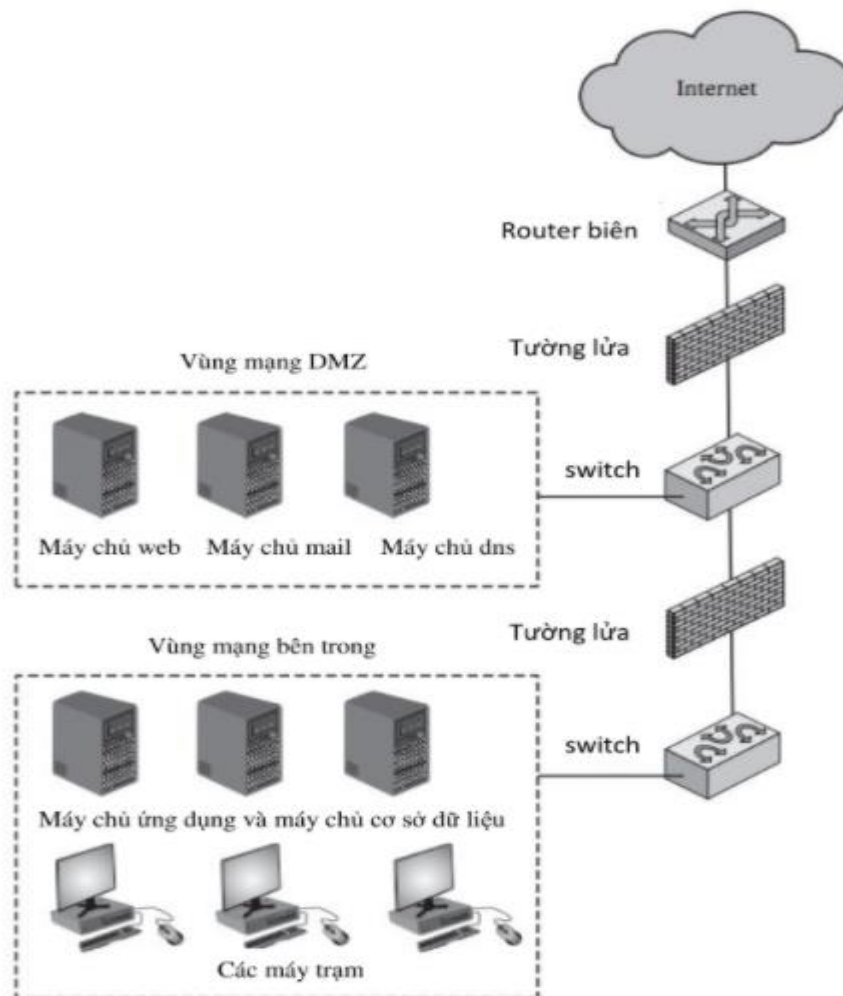 Internet
Router biên
Tường lửa
Vùng mạng DMZ
switch
Máy chủ web Máy chủ mail Máy chủ dns
Tường lửa
Vùng mạng bên trong
switch
Máy chủ ứng dụng và máy chủ cơ sở dữ liệu
Các máy trạm